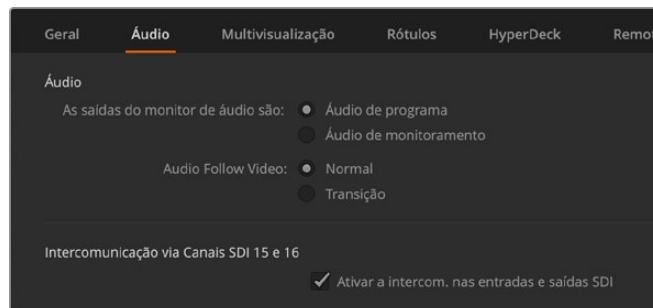 Geral Áudio Multivisualização Rótulos HyperDeck
Áudio
As saídas do monitor de áudio são: Áudio de programa
Áudio de monitoramento
Audio Follow Video: Normal
Transição
Intercomunicação via Canais SDI 15 e 16
Ativar a intercom. nas entradas e saídas SDI